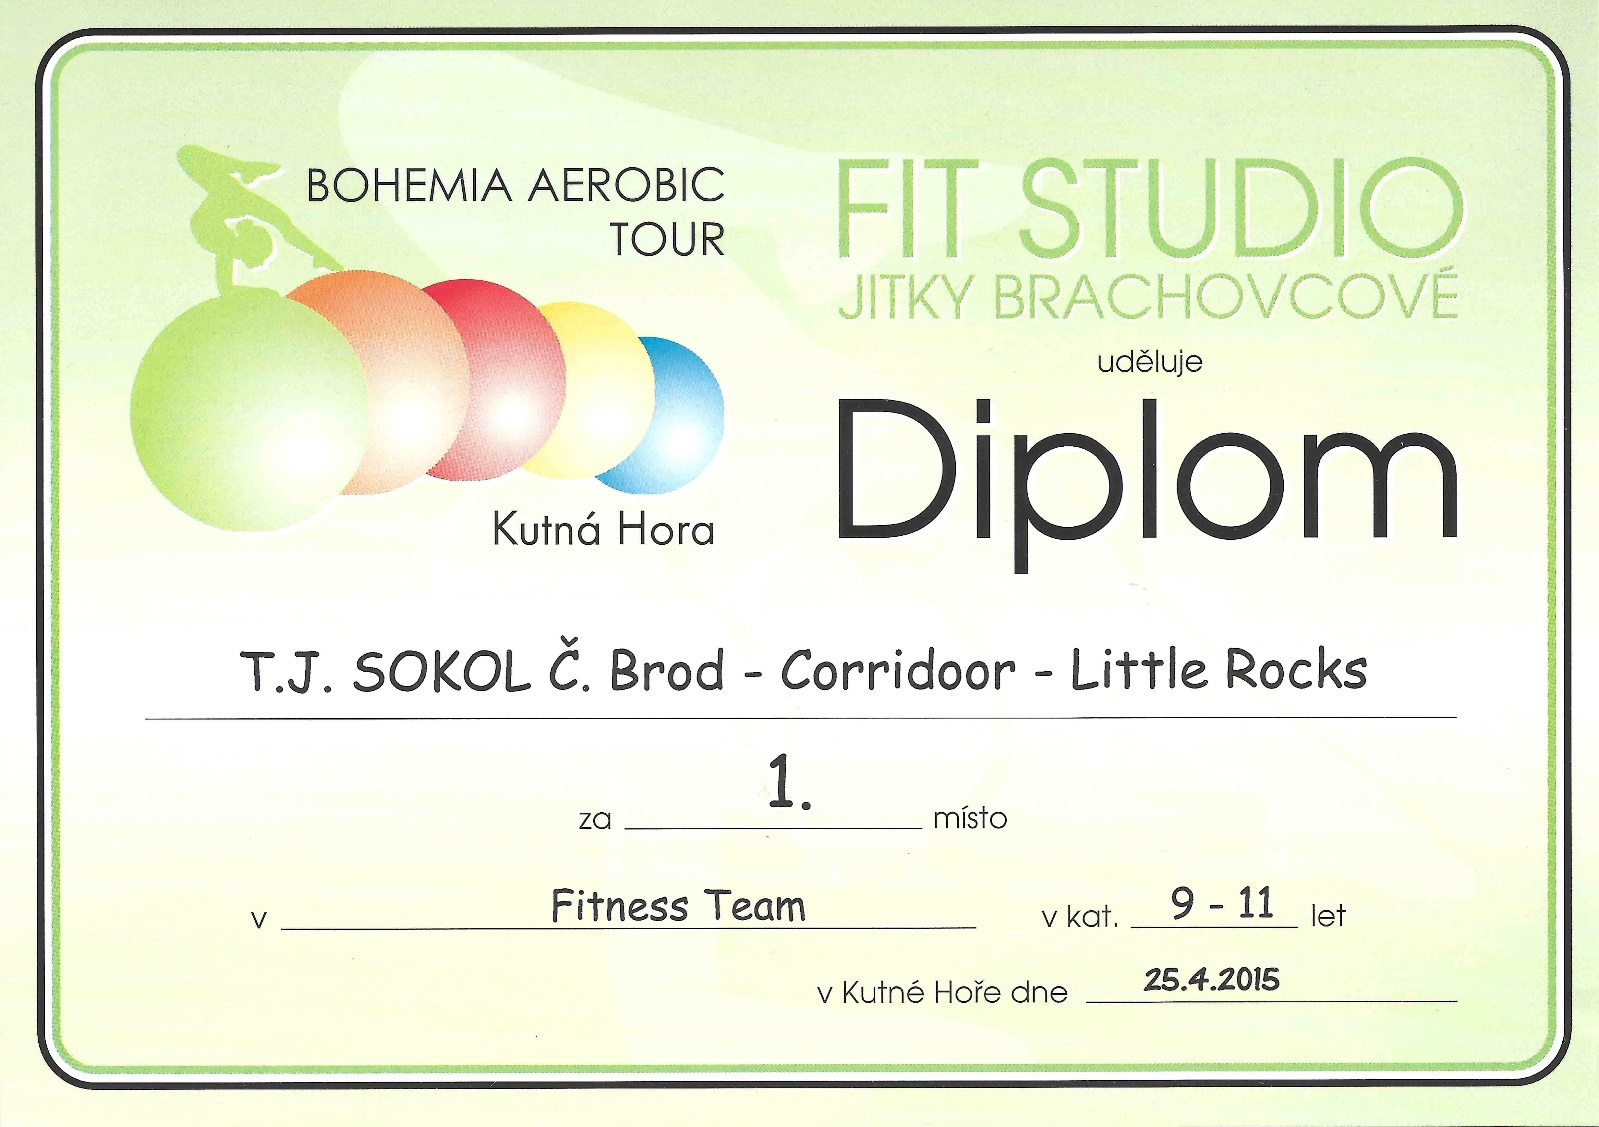 BOHEMIA AEROBIC
TOUR
Kutná Hora
FIT STUDIO
JITKY BRACHOVCOVÉ
uděluje
Diplom
T.J. SOKOL Č. Brod - Corridoor - Little Rocks
za 1. místo
v Fitness Team v kat. 9 - 11 let
v Kutné Hoře dne 25.4.2015